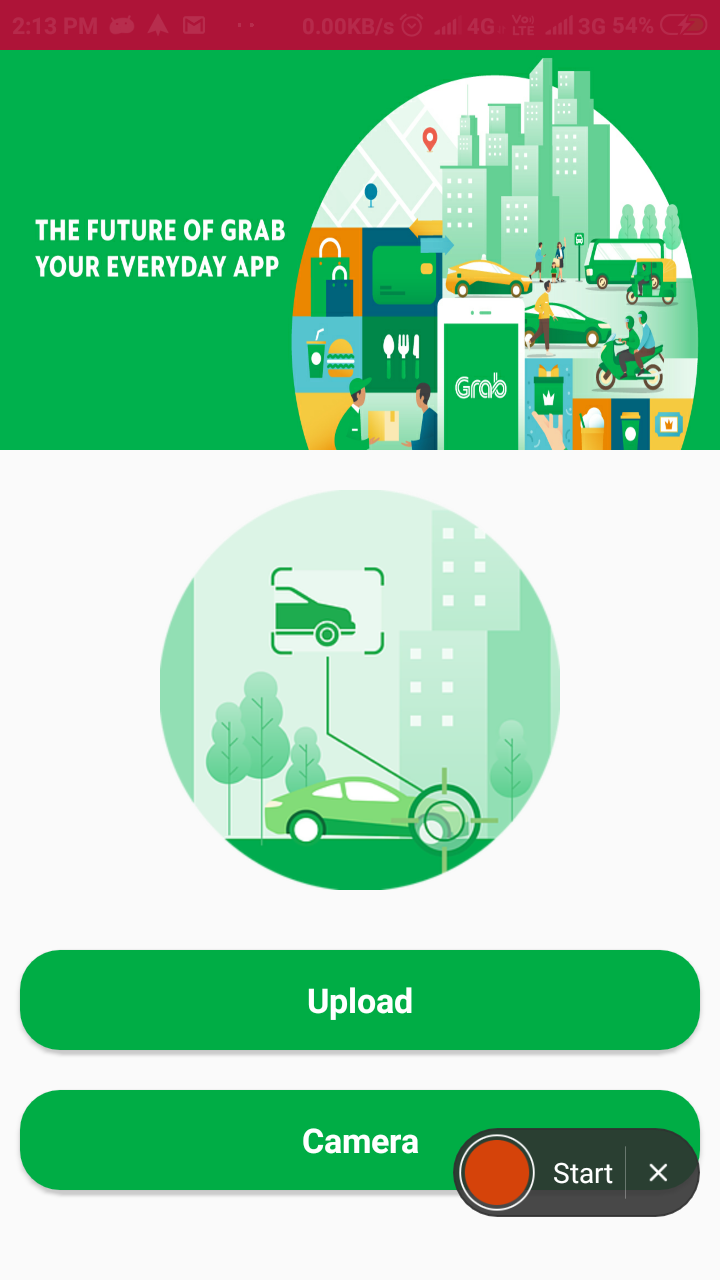 2:13 PM 0.00KB/s 4G Vo) LTE 3G 54%
THE FUTURE OF GRAB
YOUR EVERYDAY APP
Grab
Upload
Camera
Start